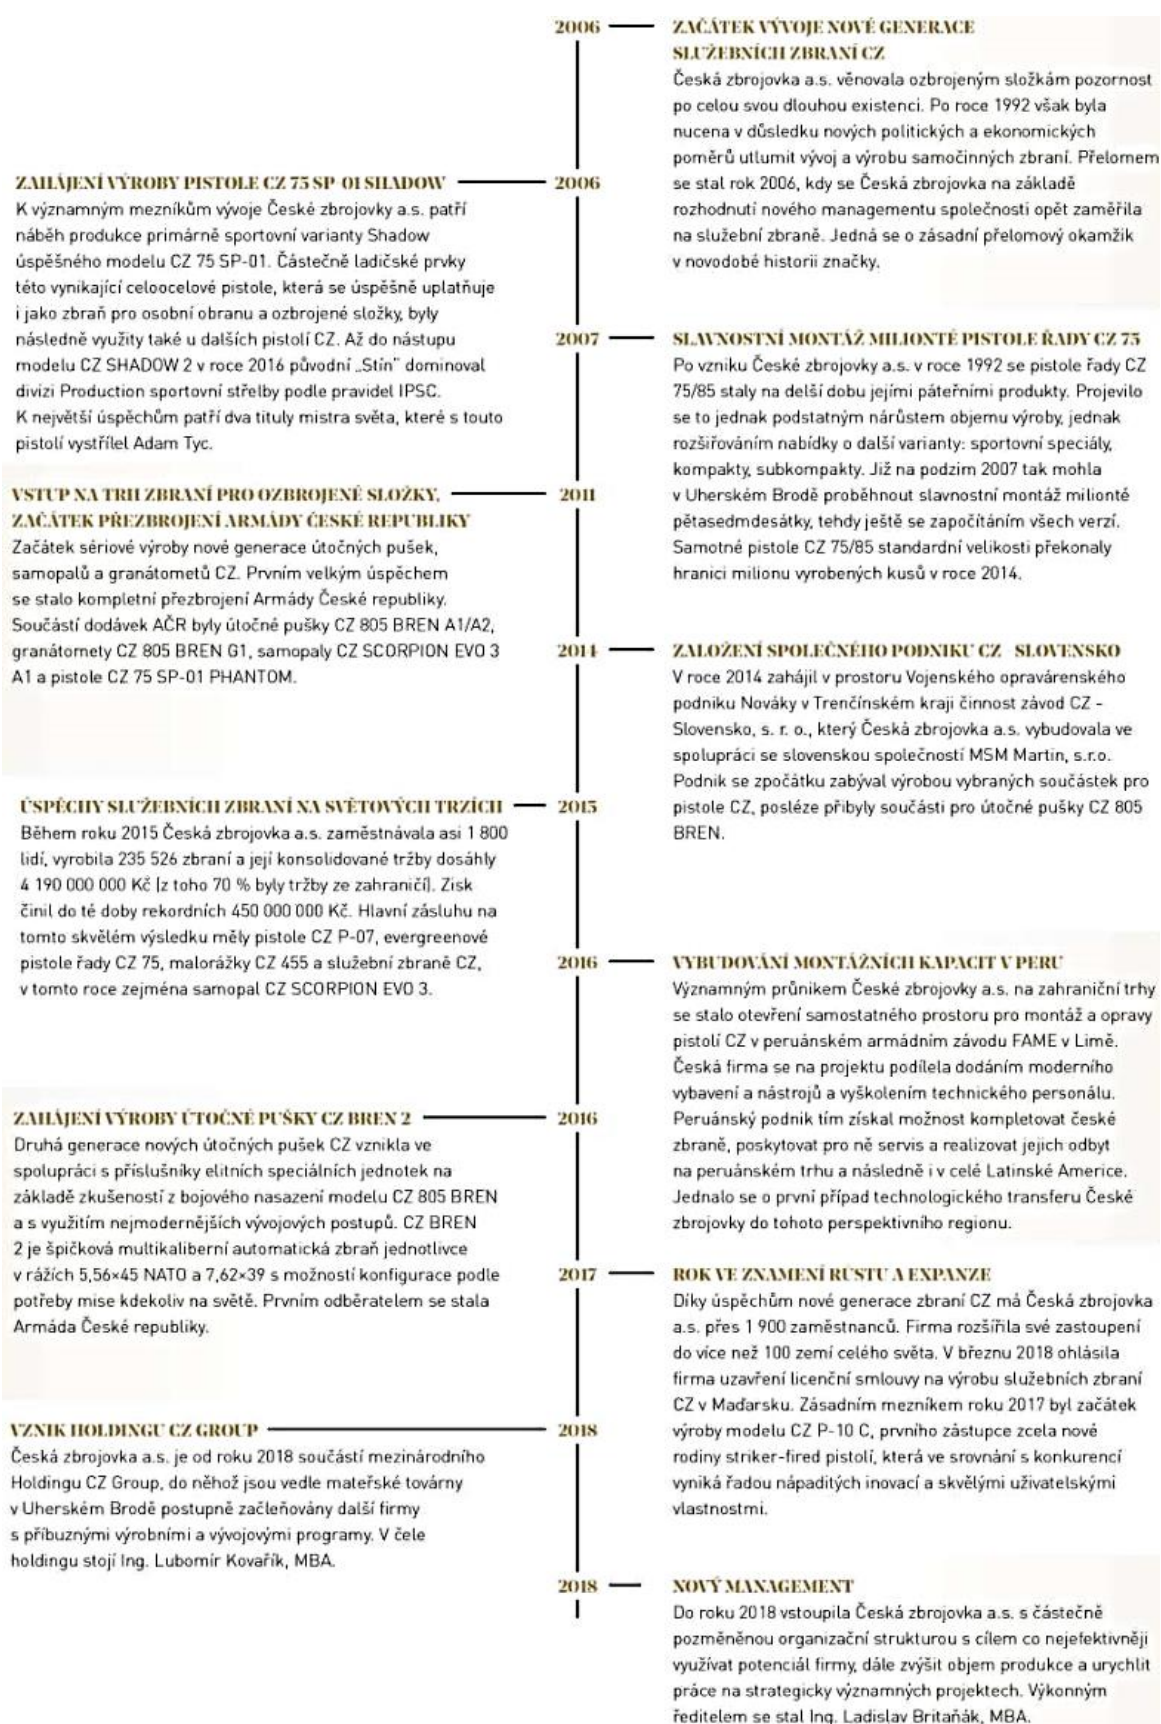 2006
ZAČÁTEK VÝVOJE NOVÉ GENERACE
SLUŽEBNÍCH ZBRANÍ CZ
Česká zbrojovka a.s. věnovala ozbrojeným složkám pozornost
po celou svou dlouhou existenci. Po roce 1992 však byla
nucena v důsledku nových politických a ekonomických
poměrů utlumit vývoj a výrobu samočinných zbraní. Přelomem
se stal rok 2006, kdy se Česká zbrojovka na základě
rozhodnutí nového managementu společnosti opět zaměřila
na služební zbraně. Jedná se o zásadní přelomový okamžik
v novodobé historii značky.
ZAHÁJENÍ VÝROBY PISTOLE CZ 75 SP-01 SHADOW
2006
K významným mezníkům vývoje České zbrojovky a.s. patří
náběh produkce primárně sportovní varianty Shadow
úspěšného modelu CZ 75 SP-01. Částečně ladičské prvky
této vynikající celoocelové pistole, která se úspěšně uplatňuje
i jako zbraň pro osobní obranu a ozbrojené složky, byly
následně využity také u dalších pistolí CZ. Až do nástupu
modelu CZ SHADOW 2 v roce 2016 původní „Stín" dominoval
divizi Production sportovní střelby podle pravidel IPSC.
K největší úspěchům patří dva tituly mistra světa, které s touto
pistolí vystřílel Adam Tyc.
2007
SLAVNOSTNÍ MONTÁŽ MILIONTÉ PISTOLE ŘADY CZ 75
Po vzniku České zbrojovky a.s. v roce 1992 se pistole řady CZ
75/85 staly na delší dobu jejími páteřními produkty. Projevilo
se to jednak podstatným nárůstem objemu výroby, jednak
rozšiřováním nabídky o další varianty: sportovní speciály,
kompakty, subkompakty. Již na podzim 2007 tak mohla
v Uherském Brodě proběhnout slavnostní montáž milionté
pětasedmdesátky, tehdy ještě se započítáním všech verzí.
Samotné pistole CZ 75/85 standardní velikosti překonaly
hranici milionu vyrobených kusů v roce 2014.
VSTUP NA TRH ZBRANÍ PRO OZBROJENÉ SLOŽKY,
2011
ZAČÁTEK PŘEZBROJENÍ ARMÁDY ČESKÉ REPUBLIKY
Začátek sériové výroby nové generace útočných pušek,
samopalů a granátometů CZ. Prvním velkým úspěchem
se stalo kompletní přezbrojení Armády České republiky.
Součástí dodávek AČR byly útočné pušky CZ 805 BREN A1/A2,
granátomety CZ 805 BREN G1, samopaly CZ SCORPION EVO 3
A1 a pistole CZ 75 SP-01 PHANTOM.
2014
ZALOŽENÍ SPOLEČNÉHO PODNIKU CZ - SLOVENSKO
V roce 2014 zahájil v prostoru Vojenského opravárenského
podniku Nováky v Trenčínském kraji činnost závod CZ -
Slovensko, s. r. o., který Česká zbrojovka a.s. vybudovala ve
spolupráci se slovenskou společností MSM Martin, s.r.o.
Podnik se zpočátku zabýval výrobou vybraných součástek pro
pistole CZ, posléze přibyly součásti pro útočné pušky CZ 805
BREN.
ÚSPĚCHY SLUŽEBNÍCH ZBRANÍ NA SVĚTOVÝCH TRZÍCH
2015
Během roku 2015 Česká zbrojovka a.s. zaměstnávala asi 1 800
lidí, vyrobila 235 526 zbraní a její konsolidované tržby dosáhly
4 190 000 000 Kč (z toho 70 % byly tržby ze zahraničí). Zisk
činil do té doby rekordních 450 000 000 Kč. Hlavní zásluhu na
tomto skvělém výsledku měly pistole CZ P-07, evergreenové
pistole řady CZ 75, malorážky CZ 455 a služební zbraně CZ,
v tomto roce zejména samopal CZ SCORPION EVO 3.
2016
VYBUDOVÁNÍ MONTÁŽNÍCH KAPACIT V PERU
Významným průnikem České zbrojovky a.s. na zahraniční trhy
se stalo otevření samostatného prostoru pro montáž a opravy
pistolí CZ v peruánském armádním závodu FAME v Limě.
Česká firma se na projektu podílela dodáním moderního
vybavení a nástrojů a vyškolením technického personálu.
Peruánský podnik tím získal možnost kompletovat české
zbraně, poskytovat pro ně servis a realizovat jejich odbyt
na peruánském trhu a následně i v celé Latinské Americe.
Jednalo se o první případ technologického transferu České
zbrojovky do tohoto perspektivního regionu.
ZAHÁJENÍ VÝROBY ÚTOČNÉ PUŠKY CZ BREN 2
2016
Druhá generace nových útočných pušek CZ vznikla ve
spolupráci s příslušníky elitních speciálních jednotek na
základě zkušeností z bojového nasazení modelu CZ 805 BREN
a s využitím nejmodernějších vývojových postupů. CZ BREN
2 je špičková multikaliberní automatická zbraň jednotlivce
v rážích 5,56×45 NATO a 7,62×39 s možností konfigurace podle
potřeby mise kdekoliv na světě. Prvním odběratelem se stala
Armáda České republiky.
2017
ROK VE ZNAMENÍ RŮSTU A EXPANZE
Díky úspěchům nové generace zbraní CZ má Česká zbrojovka
a.s. přes 1 900 zaměstnanců. Firma rozšířila své zastoupení
do více než 100 zemí celého světa. V březnu 2018 ohlásila
firma uzavření licenční smlouvy na výrobu služebních zbraní
CZ v Maďarsku. Zásadním mezníkem roku 2017 byl začátek
výroby modelu CZ P-10 C, prvního zástupce zcela nové
rodiny striker-fired pistolí, která ve srovnání s konkurencí
vyniká řadou nápaditých inovací a skvělými uživatelskými
vlastnostmi.
VZNIK HOLDINGU CZ GROUP
2018
Česká zbrojovka a.s. je od roku 2018 součástí mezinárodního
Holdingu CZ Group, do něhož jsou vedle mateřské továrny
v Uherském Brodě postupně začleňovány další firmy
s příbuznými výrobními a vývojovými programy. V čele
holdingu stojí Ing. Lubomír Kovařík, MBA.
2018
NOVÝ MANAGEMENT
Do roku 2018 vstoupila Česká zbrojovka a.s. s částečně
pozměněnou organizační strukturou s cílem co nejefektivněji
využívat potenciál firmy, dále zvýšit objem produkce a urychlit
práce na strategicky významných projektech. Výkonným
ředitelem se stal Ing. Ladislav Britaňák, MBA.